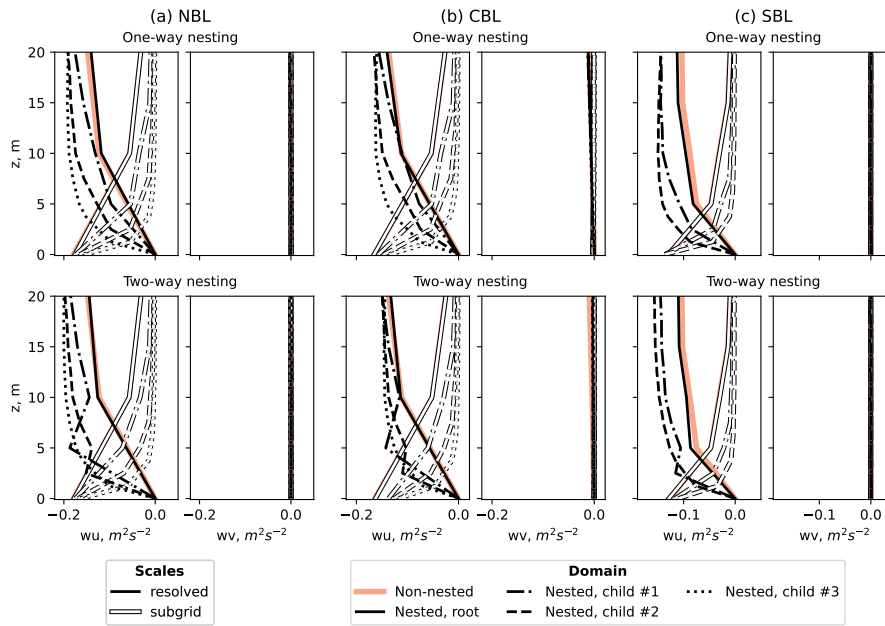 (a) NBL (b) CBL (c) SBL
One-way nesting One-way nesting One-way nesting
20
15
z, m
10
5
0
Two-way nesting Two-way nesting Two-way nesting
20
15
z, m
10
5
0
−0.2 0.0 −0.2 0.0 −0.2 0.0 −0.2 0.0 −0.1 0.0 −0.1 0.0
wu, m²s⁻² wv, m²s⁻² wu, m²s⁻² wv, m²s⁻² wu, m²s⁻² wv, m²s⁻²
Scales
resolved
subgrid
Domain
Non-nested Nested, child #1 Nested, child #3
Nested, root Nested, child #2